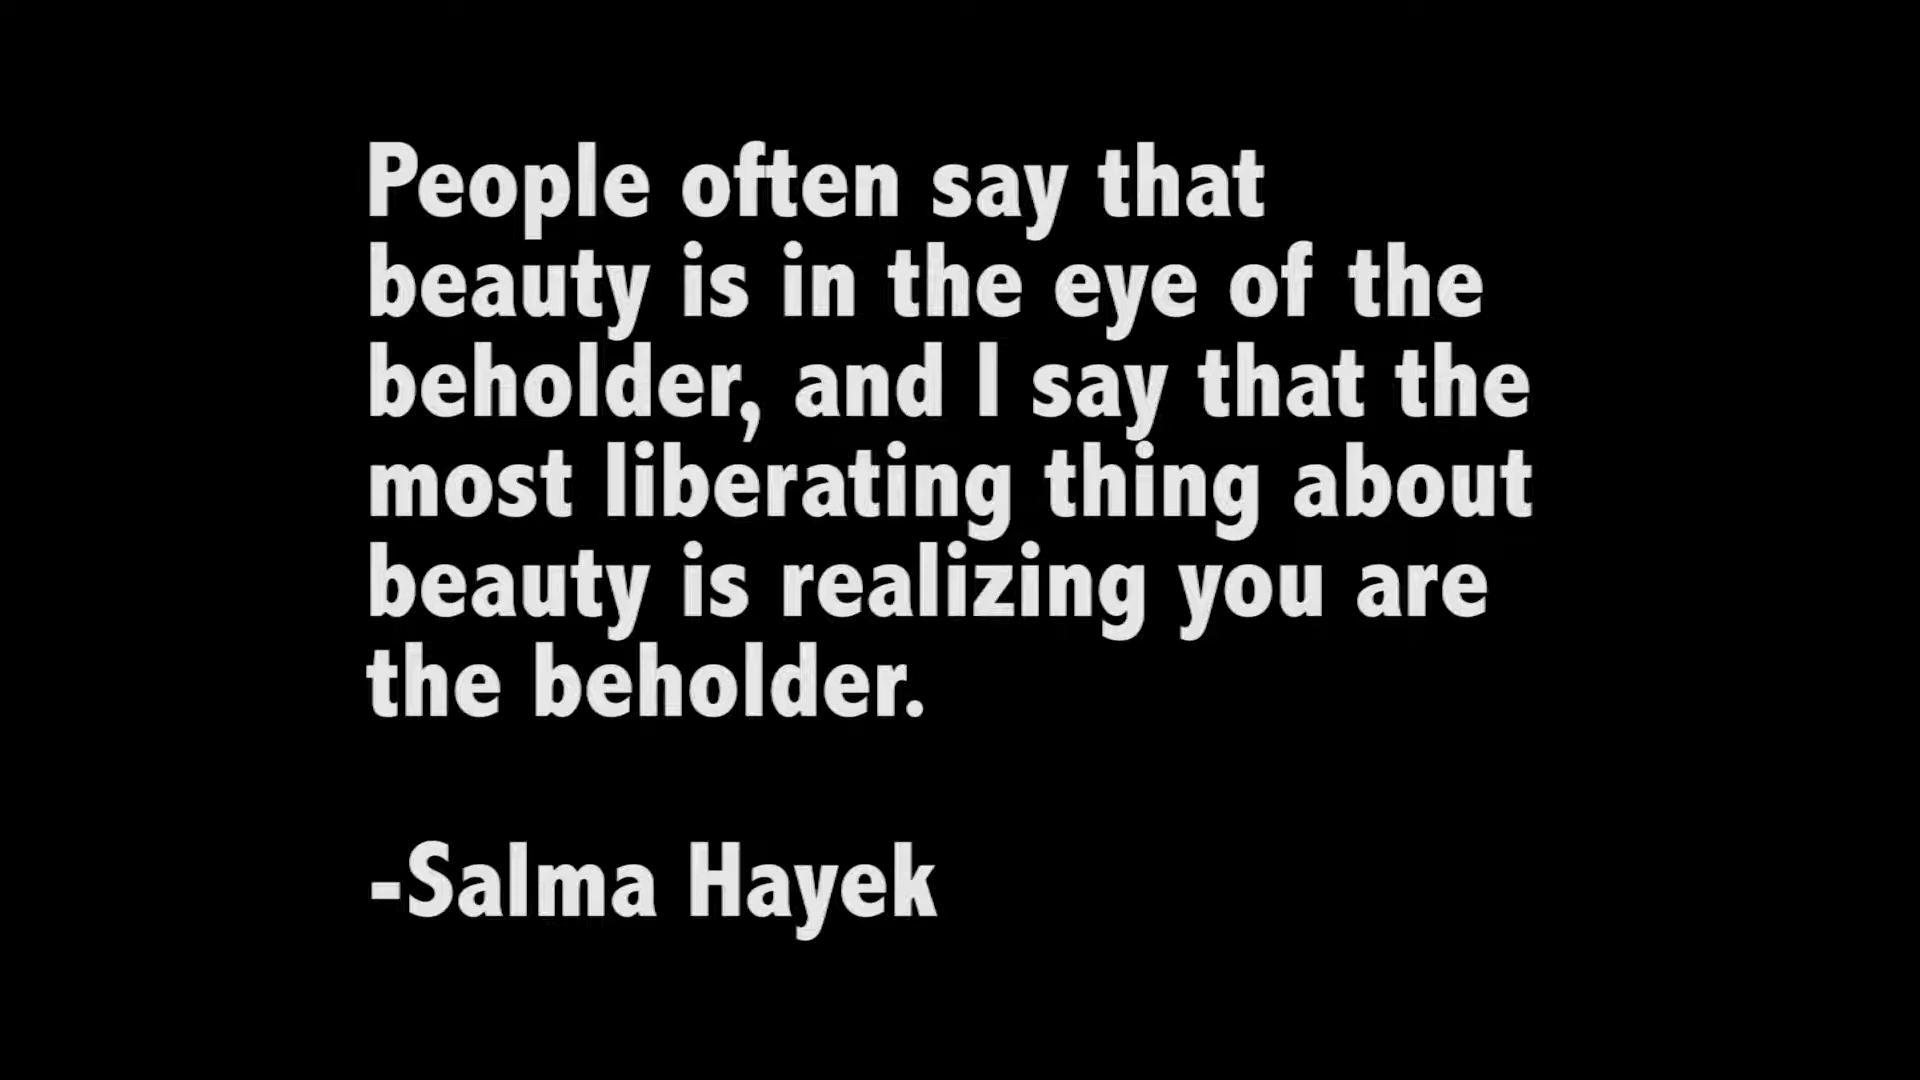 People often say that
beauty is in the eye of the
beholder, and I say that the
most liberating thing about
beauty is realizing you are
the beholder.
-Salma Hayek